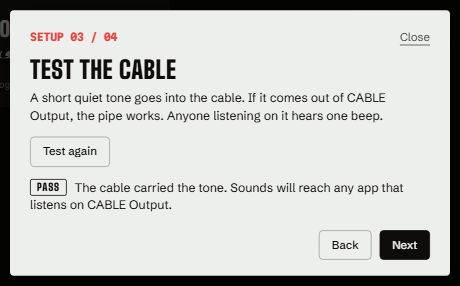 SETUP 03 / 04
Close
TEST THE CABLE
A short quiet tone goes into the cable. If it comes out of CABLE
Output, the pipe works. Anyone listening on it hears one beep.
Test again
PASS The cable carried the tone. Sounds will reach any app that
listens on CABLE Output.
Back Next